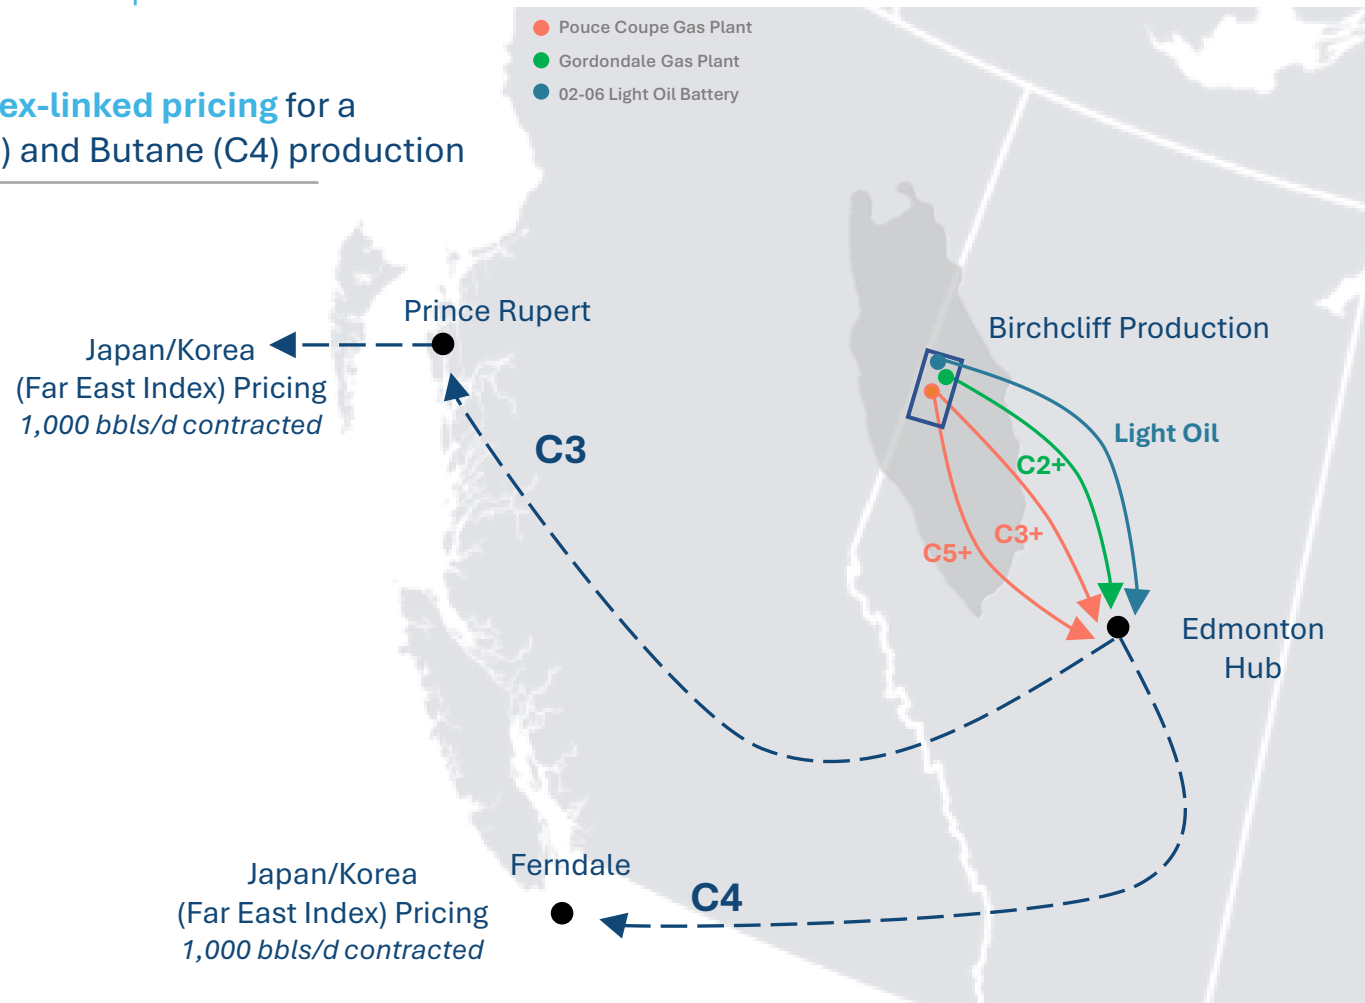 Pouce Coupe Gas Plant
Gordondale Gas Plant
02-06 Light Oil Battery
ex-linked pricing for a
) and Butane (C4) production
Prince Rupert
Japan/Korea
(Far East Index) Pricing
1,000 bbls/d contracted
C3
Birchcliff Production
Light Oil
C2+
C3+
C5+
Edmonton
Hub
Ferndale
Japan/Korea
(Far East Index) Pricing
1,000 bbls/d contracted
C4